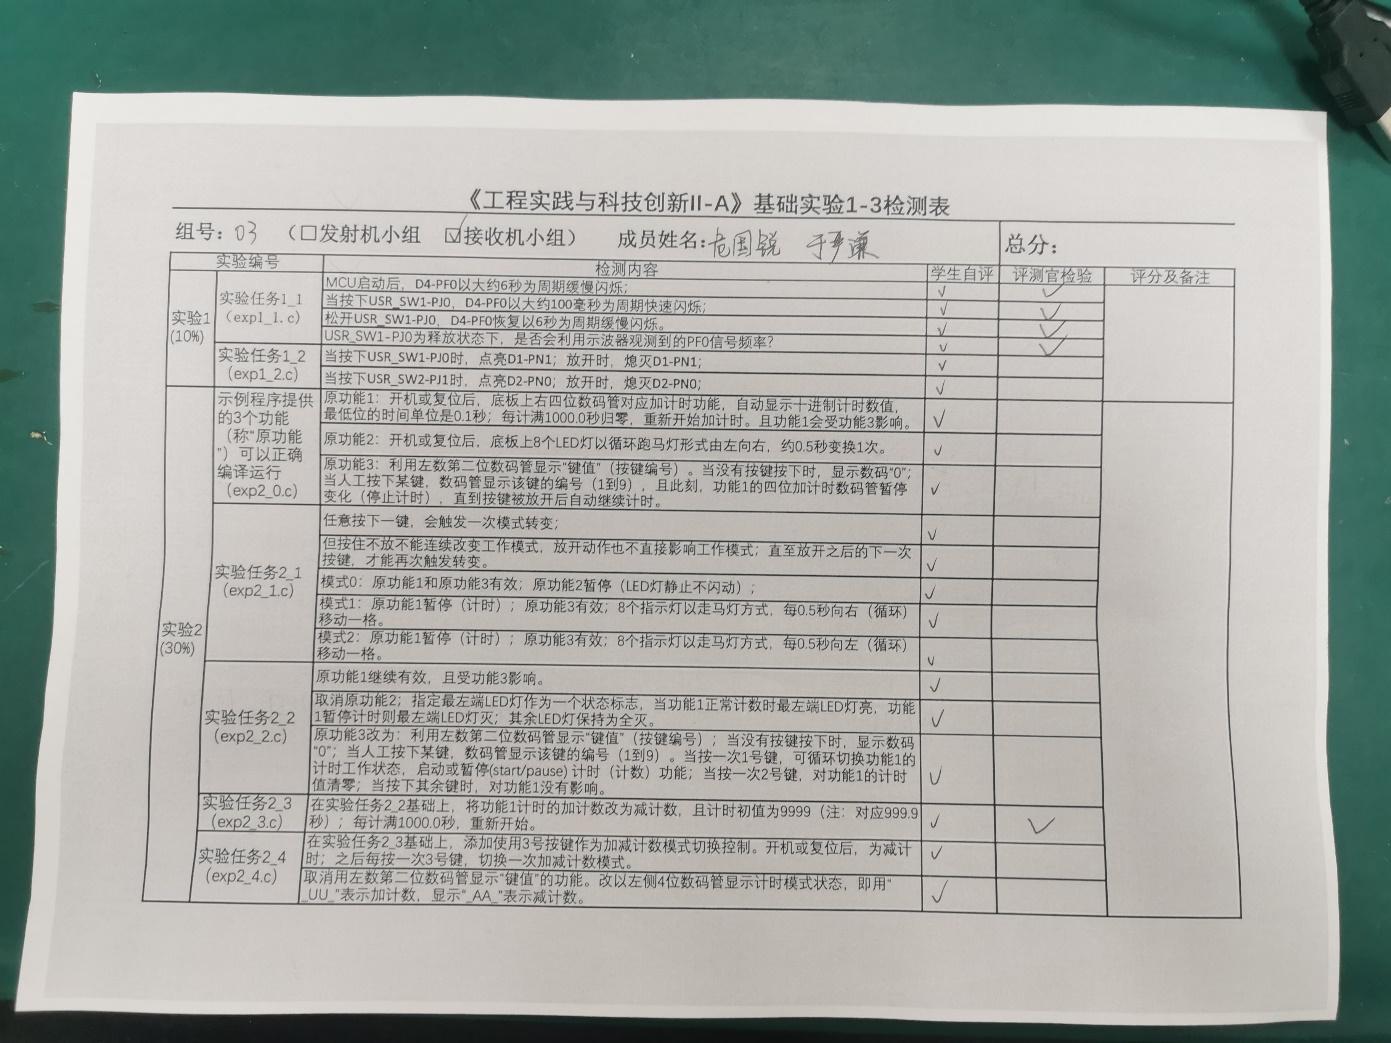 《工程实践与科技创新II-A》基础实验1-3检测表
组号：03 （□发射机小组 ☑接收机小组） 成员姓名： 总分：
实验编号 检测内容 学生自评 评测官检验 评分及备注
实验1
(10%)
实验任务1_1
（exp1_1.c）
MCU启动后，D4-PF0以大约6秒为周期缓慢闪烁； √ √
当按下USR_SW1-PJ0，D4-PF0以大约100毫秒为周期快速闪烁； √ √
松开USR_SW1-PJ0，D4-PF0恢复以6秒为周期缓慢闪烁。 √ √
USR_SW1-PJ0为释放状态下，是否会利用示波器观测到的PF0信号频率？ √ √
实验任务1_2
(exp1_2.c)
当按下USR_SW1-PJ0时，点亮D1-PN1；放开时，熄灭D1-PN1； √
当按下USR_SW2-PJ1时，点亮D2-PN0；放开时，熄灭D2-PN0； √
实验2
(30%)
示例程序提供
的3个功能
（称“原功能
”）可以正确
编译运行
（exp2_0.c）
原功能1：开机或复位后，底板上右四位数码管对应加计时功能，自动显示十进制计时数值，
最低位的时间单位是0.1秒；每计满1000.0秒归零，重新开始加计时。且功能1会受功能3影响。 √
原功能2：开机或复位后，底板上8个LED灯以循环跑马灯形式由左向右，约0.5秒变换1次。 √
原功能3：利用左数第二位数码管显示“键值”（按键编号）。当没有按键按下时，显示数码“0”；
当人工按下某键，数码管显示该键的编号（1到9），且此刻，功能1的四位加计时数码管暂停
变化（停止计时），直到按键被放开后自动继续计时。 √
实验任务2_1
（exp2_1.c）
任意按下一键，会触发一次模式转变； √
但按住不放不能连续改变工作模式，放开动作也不直接影响工作模式；直至放开之后的下一次
按键，才能再次触发转变。 √
模式0：原功能1和原功能3有效；原功能2暂停（LED灯静止不闪动）； √
模式1：原功能1暂停（计时）；原功能3有效；8个指示灯以走马灯方式，每0.5秒向右（循环）
移动一格。 √
模式2：原功能1暂停（计时）；原功能3有效；8个指示灯以走马灯方式，每0.5秒向左（循环）
移动一格。 √
实验任务2_2
（exp2_2.c）
原功能1继续有效，且受功能3影响。 √
取消原功能2；指定最左端LED灯作为一个状态标志，当功能1正常计数时最左端LED灯亮，功能
1暂停计时则最左端LED灯灭；其余LED灯保持为全灭。 √
原功能3改为：利用左数第二位数码管显示“键值”（按键编号）；当没有按键按下时，显示数码
“0”；当人工按下某键，数码管显示该键的编号（1到9）。当按一次1号键，可循环切换功能1的
计时工作状态，启动或暂停(start/pause) 计时（计数）功能；当按一次2号键，对功能1的计时
值清零；当按下其余键时，对功能1没有影响。 √
实验任务2_3
（exp2_3.c）
在实验任务2_2基础上，将功能1计时的加计数改为减计数，且计时初值为9999（注：对应999.9
秒）；每计满1000.0秒，重新开始。 √ √
实验任务2_4
（exp2_4.c）
在实验任务2_3基础上，添加使用3号按键作为加减计数模式切换控制。开机或复位后，为减计
时；之后每按一次3号键，切换一次加减计数模式。 √
取消用左数第二位数码管显示“键值”的功能。改以左侧4位数码管显示计时模式状态，即用“
_UU_”表示加计数，显示“_AA_”表示减计数。 √